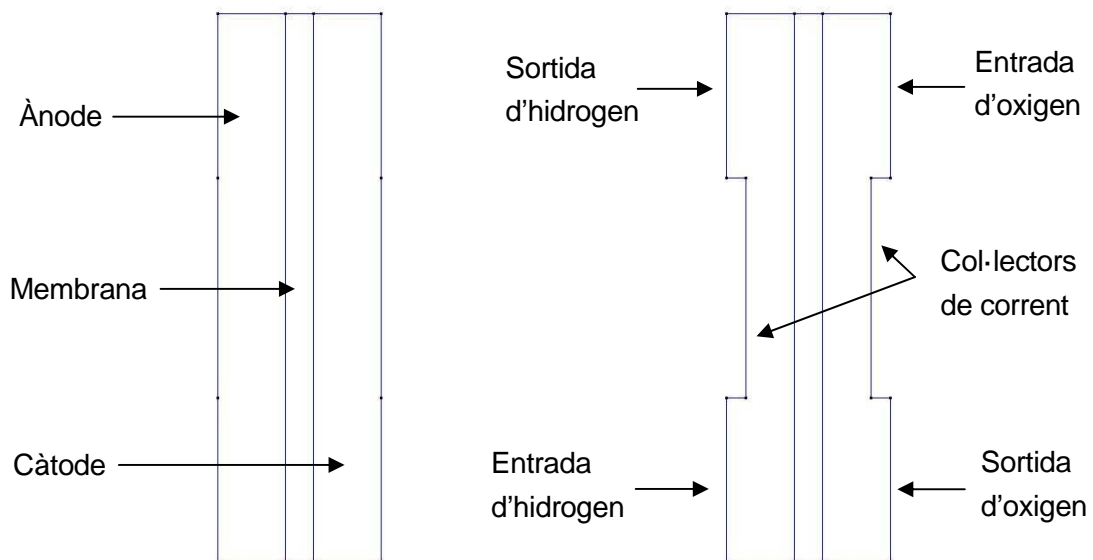 Ànode
Membrana
Càtode
Sortida
d'hidrogen
Entrada
d'oxigen
Col·lectors
de corrent
Entrada
d'hidrogen
Sortida
d'oxigen